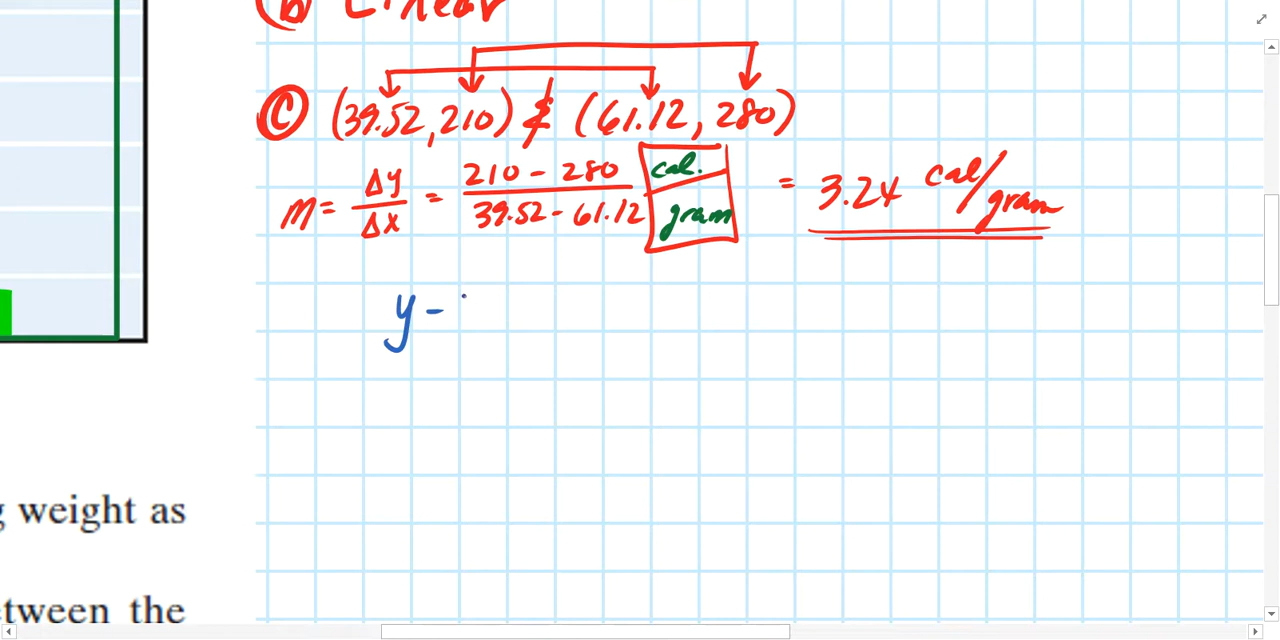 (b) Linear
(C) (39.52, 210) & (61.12, 280)
M = Δy/Δx = 210 - 280 / 39.52 - 61.12 cal. / gram = 3.24 cal/gram
y -
weight as
tween the